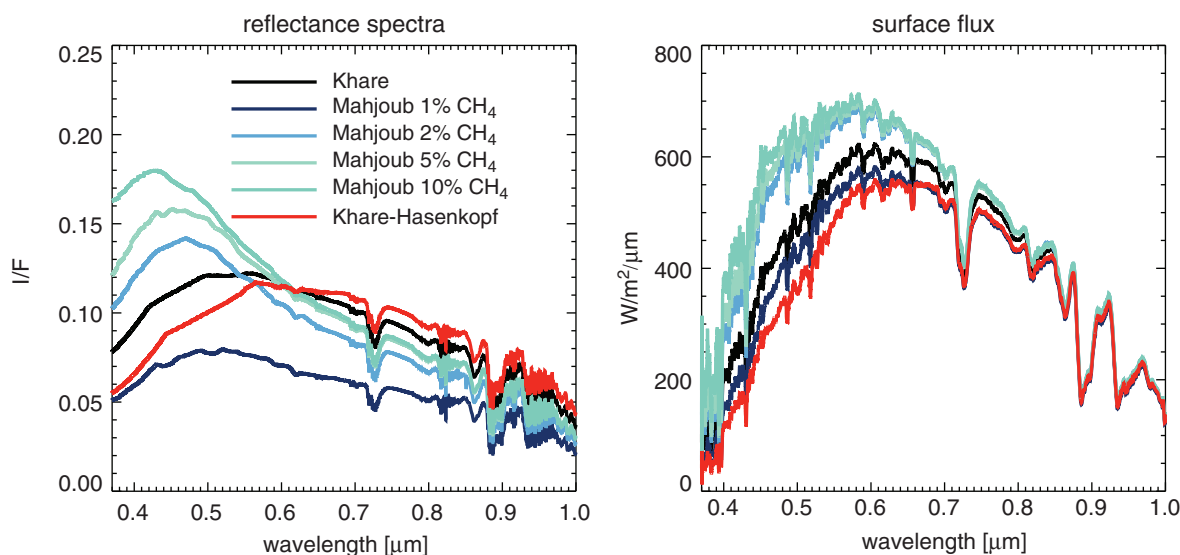 reflectance spectra
0.25
0.20
0.15
0.10
0.05
0.00
I/F
Khare
Mahjoub 1% CH₄
Mahjoub 2% CH₄
Mahjoub 5% CH₄
Mahjoub 10% CH₄
Khare-Hasenkopf
0.4 0.5 0.6 0.7 0.8 0.9 1.0
wavelength [μm]
surface flux
800
600
400
200
0
W/m²/μm
0.4 0.5 0.6 0.7 0.8 0.9 1.0
wavelength [μm]